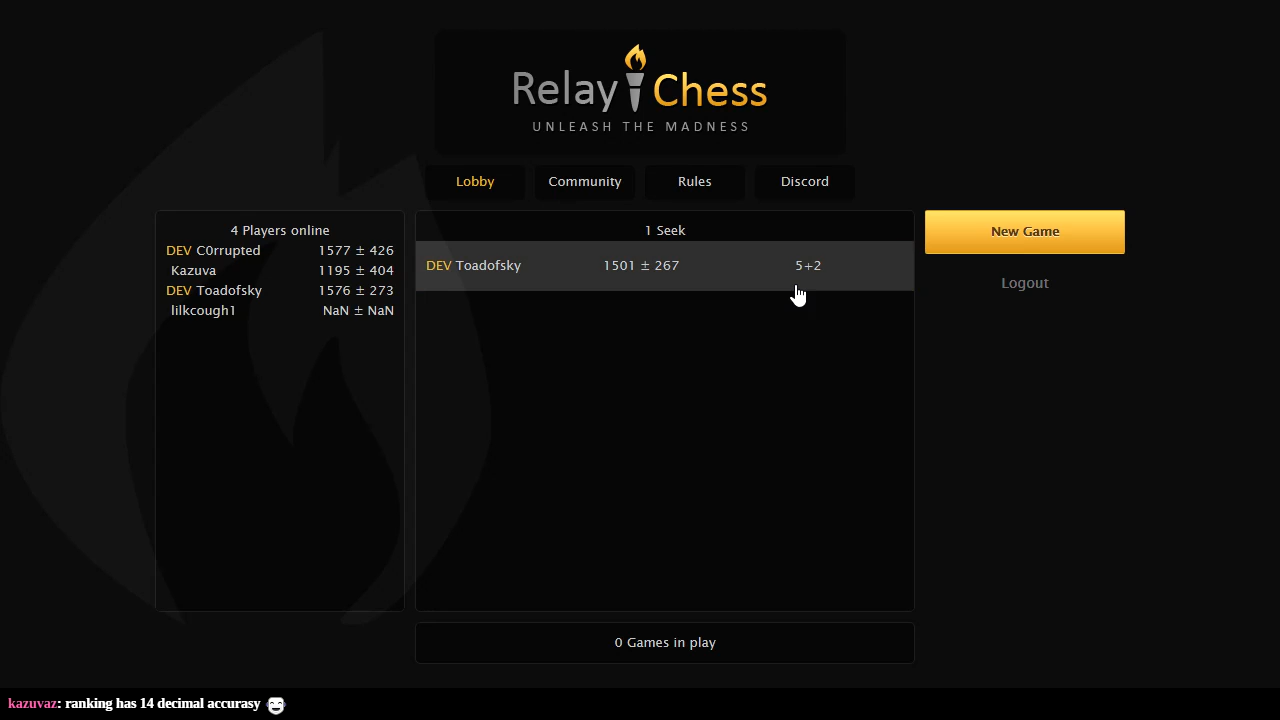 Relay Chess
UNLEASH THE MADNESS
Lobby Community Rules Discord
4 Players online
DEV C0rrupted 1577 ± 426
Kazuva 1195 ± 404
DEV Toadofsky 1576 ± 273
lilkcough1 NaN ± NaN
1 Seek
DEV Toadofsky 1501 ± 267 5+2
0 Games in play
New Game
Logout
kazuvaz: ranking has 14 decimal accurasy